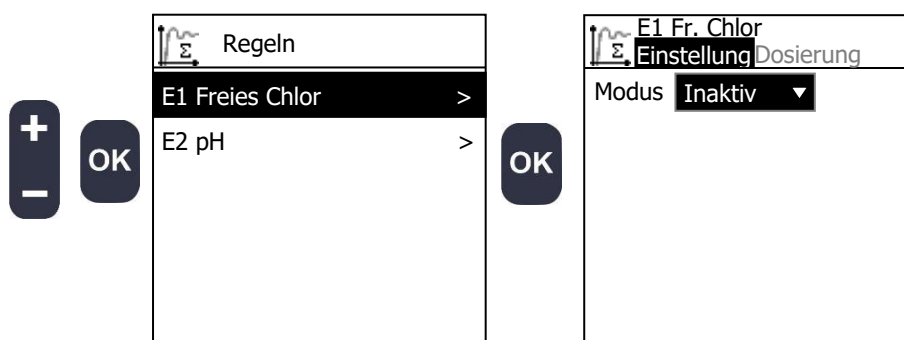 +
-
OK
Regeln
E1 Freies Chlor >
E2 pH >
OK
E1 Fr. Chlor
Einstellung Dosierung
Modus Inaktiv ▼